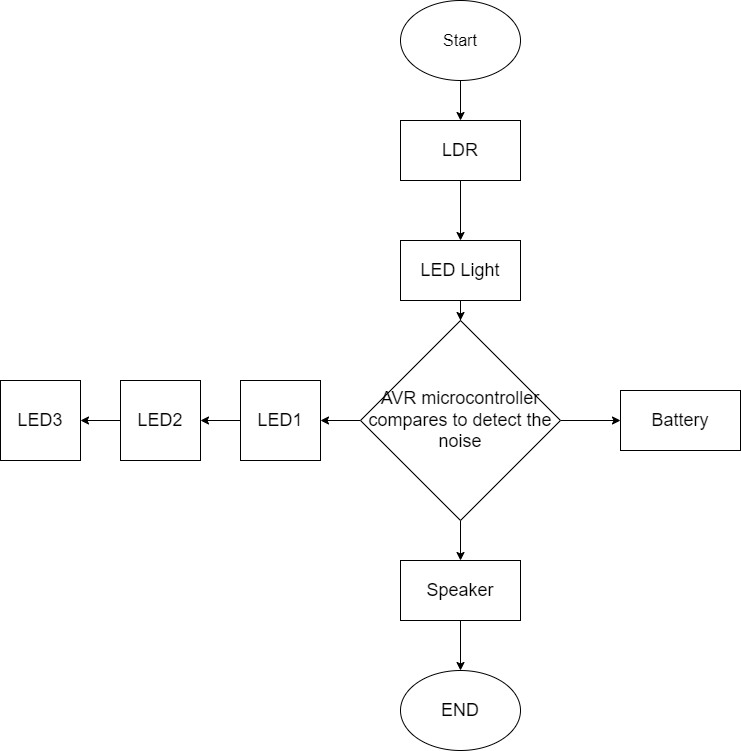 Start
LDR
LED Light
AVR microcontroller
compares to detect the
noise
LED3
LED2
LED1
Battery
Speaker
END